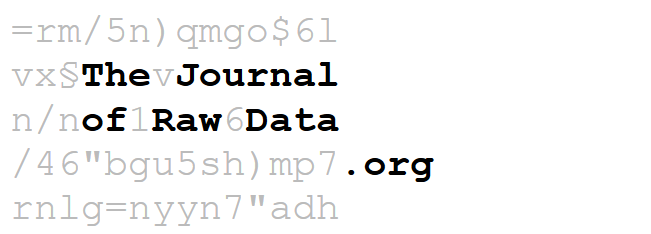 =rm/5n)qmgo$6l
vx§ThevJournal
n/nof1Raw6Data
/46"bgu5sh)mp7.org
rnlg=nyyn7"adh